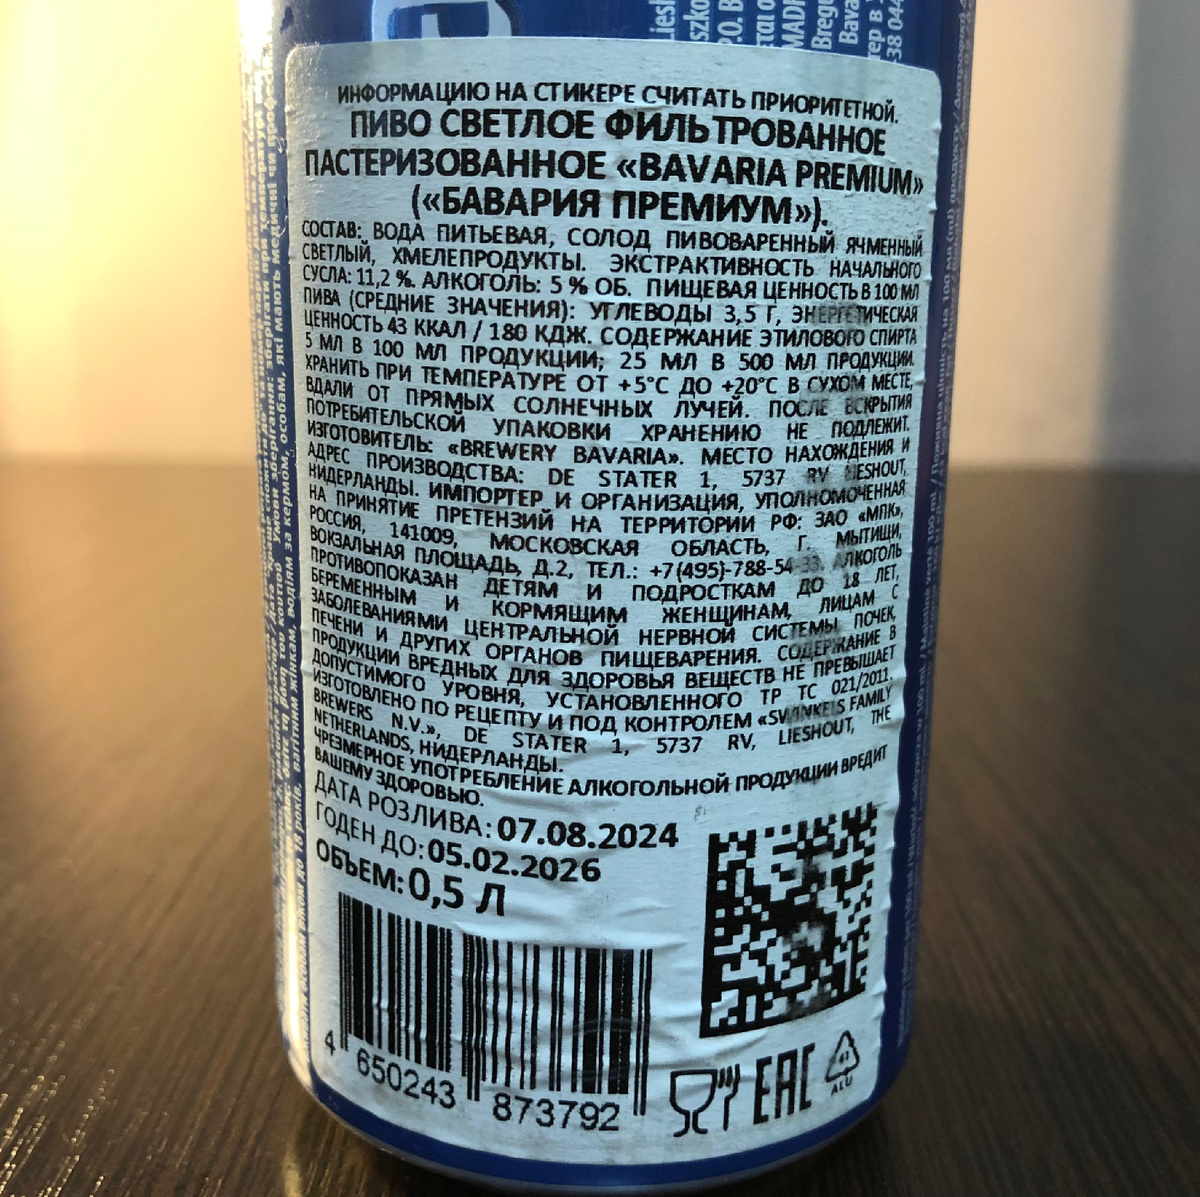 ИНФОРМАЦИЮ НА СТИКЕРЕ СЧИТАТЬ ПРИОРИТЕТНОЙ.
ПИВО СВЕТЛОЕ ФИЛЬТРОВАННОЕ
ПАСТЕРИЗОВАННОЕ «BAVARIA PREMIUM»
(«БАВАРИЯ ПРЕМИУМ»).
СОСТАВ: ВОДА ПИТЬЕВАЯ, СОЛОД ПИВОВАРЕННЫЙ ЯЧМЕННЫЙ
СВЕТЛЫЙ, ХМЕЛЕПРОДУКТЫ. ЭКСТРАКТИВНОСТЬ НАЧАЛЬНОГО
СУСЛА: 11,2 %. АЛКОГОЛЬ: 5 % ОБ. ПИЩЕВАЯ ЦЕННОСТЬ В 100 МЛ
ПИВА (СРЕДНИЕ ЗНАЧЕНИЯ): УГЛЕВОДЫ 3,5 Г, ЭНЕРГЕТИЧЕСКАЯ
ЦЕННОСТЬ 43 ККАЛ / 180 КДЖ. СОДЕРЖАНИЕ ЭТИЛОВОГО СПИРТА
5 МЛ В 100 МЛ ПРОДУКЦИИ; 25 МЛ В 500 МЛ ПРОДУКЦИИ.
ХРАНИТЬ ПРИ ТЕМПЕРАТУРЕ ОТ +5°С ДО +20°С В СУХОМ МЕСТЕ,
ВДАЛИ ОТ ПРЯМЫХ СОЛНЕЧНЫХ ЛУЧЕЙ. ПОСЛЕ ВСКРЫТИЯ
ПОТРЕБИТЕЛЬСКОЙ УПАКОВКИ ХРАНЕНИЮ НЕ ПОДЛЕЖИТ.
ИЗГОТОВИТЕЛЬ: «BREWERY BAVARIA». МЕСТО НАХОЖДЕНИЯ И
АДРЕС ПРОИЗВОДСТВА: DE STATER 1, 5737 RV LIESHOUT,
НИДЕРЛАНДЫ. ИМПОРТЕР И ОРГАНИЗАЦИЯ, УПОЛНОМОЧЕННАЯ
НА ПРИНЯТИЕ ПРЕТЕНЗИЙ НА ТЕРРИТОРИИ РФ: ЗАО «МПК»,
РОССИЯ, 141009, МОСКОВСКАЯ ОБЛАСТЬ, Г. МЫТИЩИ,
ВОКЗАЛЬНАЯ ПЛОЩАДЬ, Д.2, ТЕЛ.: +7(495)-788-54-33. АЛКОГОЛЬ
ПРОТИВОПОКАЗАН ДЕТЯМ И ПОДРОСТКАМ ДО 18 ЛЕТ,
БЕРЕМЕННЫМ И КОРМЯЩИМ ЖЕНЩИНАМ, ЛИЦАМ С
ЗАБОЛЕВАНИЯМИ ЦЕНТРАЛЬНОЙ НЕРВНОЙ СИСТЕМЫ, ПОЧЕК,
ПЕЧЕНИ И ДРУГИХ ОРГАНОВ ПИЩЕВАРЕНИЯ. СОДЕРЖАНИЕ В
ПРОДУКЦИИ ВРЕДНЫХ ДЛЯ ЗДОРОВЬЯ ВЕЩЕСТВ НЕ ПРЕВЫШАЕТ
ДОПУСТИМОГО УРОВНЯ, УСТАНОВЛЕННОГО ТР ТС 021/2011.
ИЗГОТОВЛЕНО ПО РЕЦЕПТУ И ПОД КОНТРОЛЕМ «SWINKELS FAMILY
BREWERS N.V.», DE STATER 1, 5737 RV, LIESHOUT, THE
NETHERLANDS, НИДЕРЛАНДЫ.
ЧРЕЗМЕРНОЕ УПОТРЕБЛЕНИЕ АЛКОГОЛЬНОЙ ПРОДУКЦИИ ВРЕДИТ
ВАШЕМУ ЗДОРОВЬЮ.
ДАТА РОЗЛИВА: 07.08.2024
ГОДЕН ДО: 05.02.2026
ОБЪЕМ: 0,5 Л
4 650243 873792
EAC
41
ALU